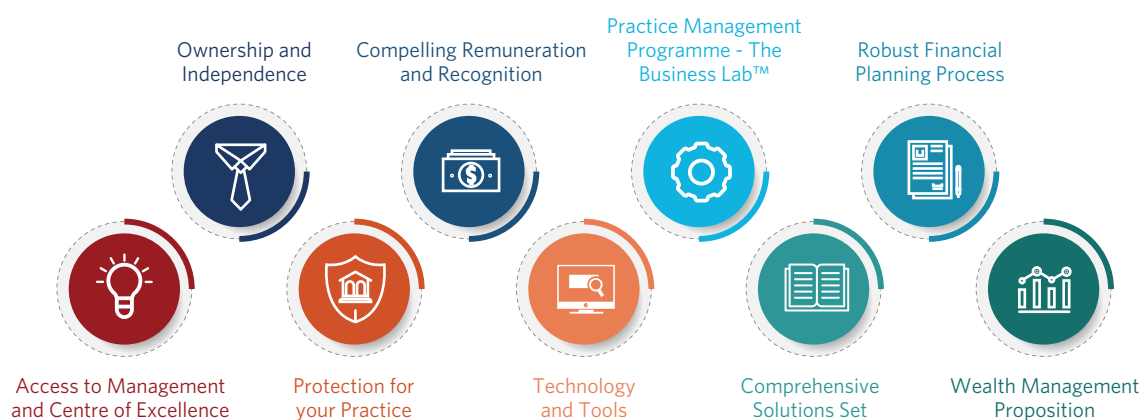 Ownership and
Independence
Compelling Remuneration
and Recognition
Practice Management
Programme - The
Business Lab™
Robust Financial
Planning Process
Access to Management
and Centre of Excellence
Protection for
your Practice
Technology
and Tools
Comprehensive
Solutions Set
Wealth Management
Proposition